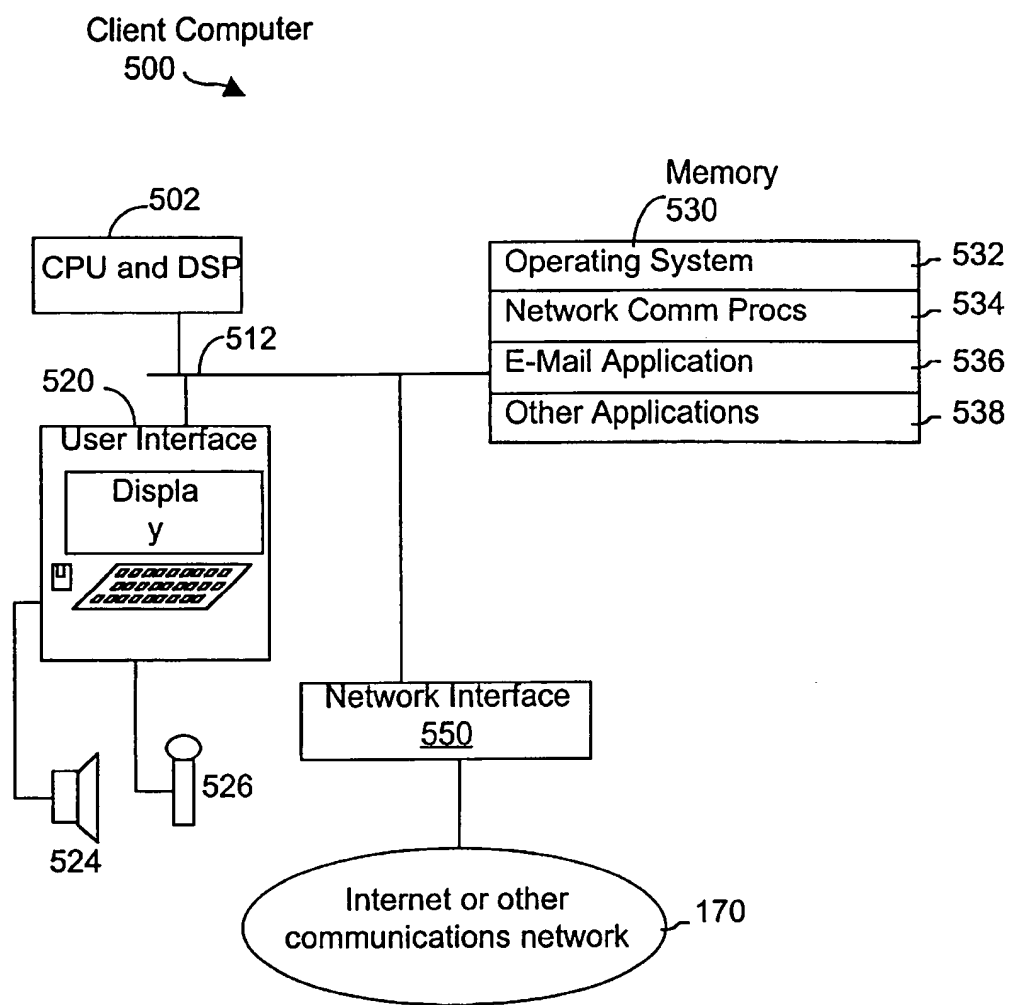 Client Computer
500
502
CPU and DSP
Memory
530
Operating System
532
Network Comm Procs
534
E-Mail Application
536
Other Applications
538
512
520
User Interface
Displa
y
Network Interface
550
526
524
Internet or other
communications network
170